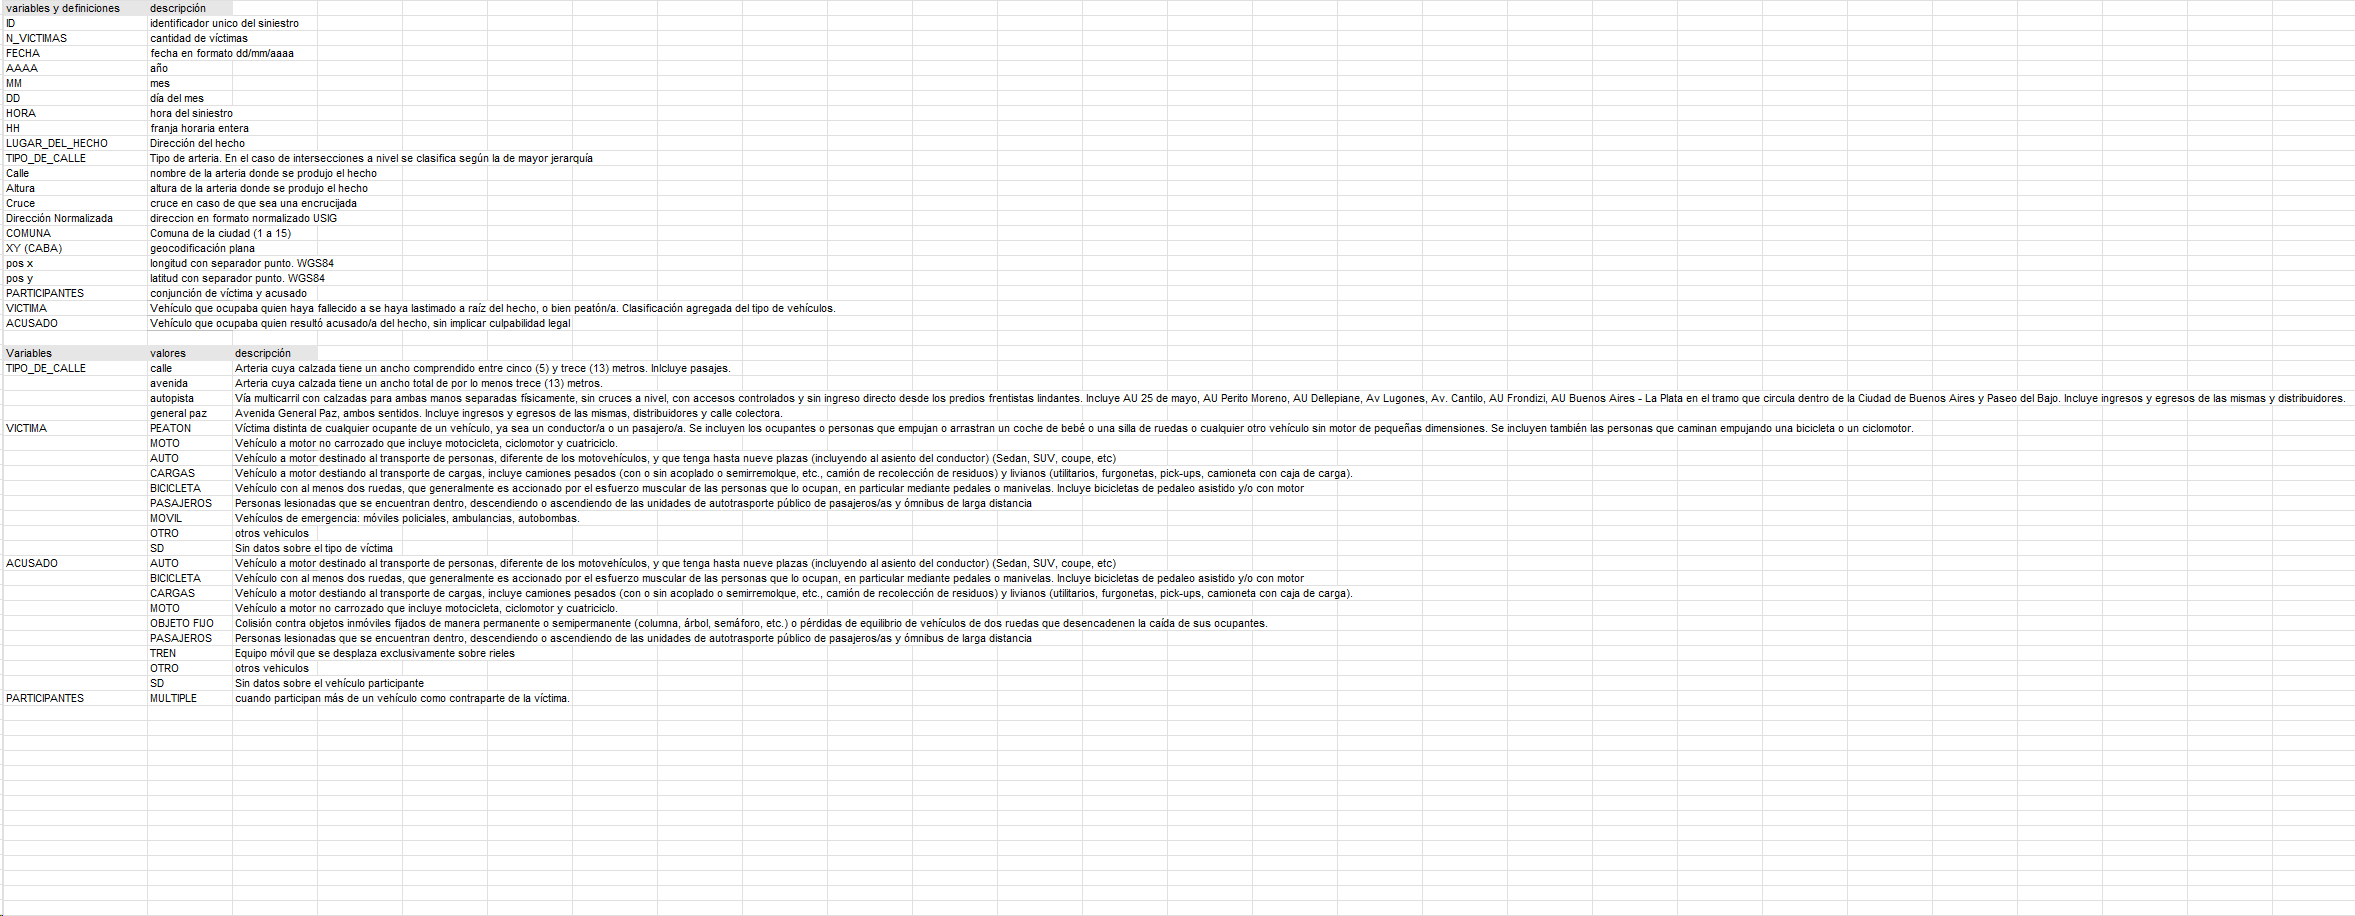 variables y definiciones descripción
ID identificador unico del siniestro
N_VICTIMAS cantidad de víctimas
FECHA fecha en formato dd/mm/aaaa
AAAA año
MM mes
DD día del mes
HORA hora del siniestro
HH franja horaria entera
LUGAR_DEL_HECHO Dirección del hecho
TIPO_DE_CALLE Tipo de arteria. En el caso de intersecciones a nivel se clasifica según la de mayor jerarquía
Calle nombre de la arteria donde se produjo el hecho
Altura altura de la arteria donde se produjo el hecho
Cruce cruce en caso de que sea una encrucijada
Dirección Normalizada direccion en formato normalizado USIG
COMUNA Comuna de la ciudad (1 a 15)
XY (CABA) geocodificación plana
pos x longitud con separador punto. WGS84
pos y latitud con separador punto. WGS84
PARTICIPANTES conjunción de víctima y acusado
VICTIMA Vehículo que ocupaba quien haya fallecido a se haya lastimado a raíz del hecho, o bien peatón/a. Clasificación agregada del tipo de vehículos.
ACUSADO Vehículo que ocupaba quien resultó acusado/a del hecho, sin implicar culpabilidad legal
Variables valores descripción
TIPO_DE_CALLE calle Arteria cuya calzada tiene un ancho comprendido entre cinco (5) y trece (13) metros. Inlcluye pasajes.
avenida Arteria cuya calzada tiene un ancho total de por lo menos trece (13) metros.
autopista Vía multicarril con calzadas para ambas manos separadas físicamente, sin cruces a nivel, con accesos controlados y sin ingreso directo desde los predios frentistas lindantes. Incluye AU 25 de mayo, AU Perito Moreno, AU Dellepiane, Av Lugones, Av. Cantilo, AU Frondizi, AU Buenos Aires - La Plata en el tramo que circula dentro de la Ciudad de Buenos Aires y Paseo del Bajo. Incluye ingresos y egresos de las mismas y distribuidores.
general paz Avenida General Paz, ambos sentidos. Incluye ingresos y egresos de las mismas, distribuidores y calle colectora.
VICTIMA PEATON Víctima distinta de cualquier ocupante de un vehículo, ya sea un conductor/a o un pasajero/a. Se incluyen los ocupantes o personas que empujan o arrastran un coche de bebé o una silla de ruedas o cualquier otro vehículo sin motor de pequeñas dimensiones. Se incluyen también las personas que caminan empujando una bicicleta o un ciclomotor.
MOTO Vehículo a motor no carrozado que incluye motocicleta, ciclomotor y cuatriciclo.
AUTO Vehículo a motor destinado al transporte de personas, diferente de los motovehículos, y que tenga hasta nueve plazas (incluyendo al asiento del conductor) (Sedan, SUV, coupe, etc)
CARGAS Vehículo a motor destiando al transporte de cargas, incluye camiones pesados (con o sin acoplado o semirremolque, etc., camión de recolección de residuos) y livianos (utilitarios, furgonetas, pick-ups, camioneta con caja de carga).
BICICLETA Vehículo con al menos dos ruedas, que generalmente es accionado por el esfuerzo muscular de las personas que lo ocupan, en particular mediante pedales o manivelas. Incluye bicicletas de pedaleo asistido y/o con motor
PASAJEROS Personas lesionadas que se encuentran dentro, descendiendo o ascendiendo de las unidades de autotrasporte público de pasajeros/as y ómnibus de larga distancia
MOVIL Vehículos de emergencia: móviles policiales, ambulancias, autobombas.
OTRO otros vehiculos
SD Sin datos sobre el tipo de víctima
ACUSADO AUTO Vehículo a motor destinado al transporte de personas, diferente de los motovehículos, y que tenga hasta nueve plazas (incluyendo al asiento del conductor) (Sedan, SUV, coupe, etc)
BICICLETA Vehículo con al menos dos ruedas, que generalmente es accionado por el esfuerzo muscular de las personas que lo ocupan, en particular mediante pedales o manivelas. Incluye bicicletas de pedaleo asistido y/o con motor
CARGAS Vehículo a motor destiando al transporte de cargas, incluye camiones pesados (con o sin acoplado o semirremolque, etc., camión de recolección de residuos) y livianos (utilitarios, furgonetas, pick-ups, camioneta con caja de carga).
MOTO Vehículo a motor no carrozado que incluye motocicleta, ciclomotor y cuatriciclo.
OBJETO FIJO Colisión contra objetos inmóviles fijados de manera permanente o semipermanente (columna, árbol, semáforo, etc.) o pérdidas de equilibrio de vehículos de dos ruedas que desencadenen la caída de sus ocupantes.
PASAJEROS Personas lesionadas que se encuentran dentro, descendiendo o ascendiendo de las unidades de autotrasporte público de pasajeros/as y ómnibus de larga distancia
TREN Equipo móvil que se desplaza exclusivamente sobre rieles
OTRO otros vehiculos
SD Sin datos sobre el vehículo participante
PARTICIPANTES MULTIPLE cuando participan más de un vehículo como contraparte de la víctima.